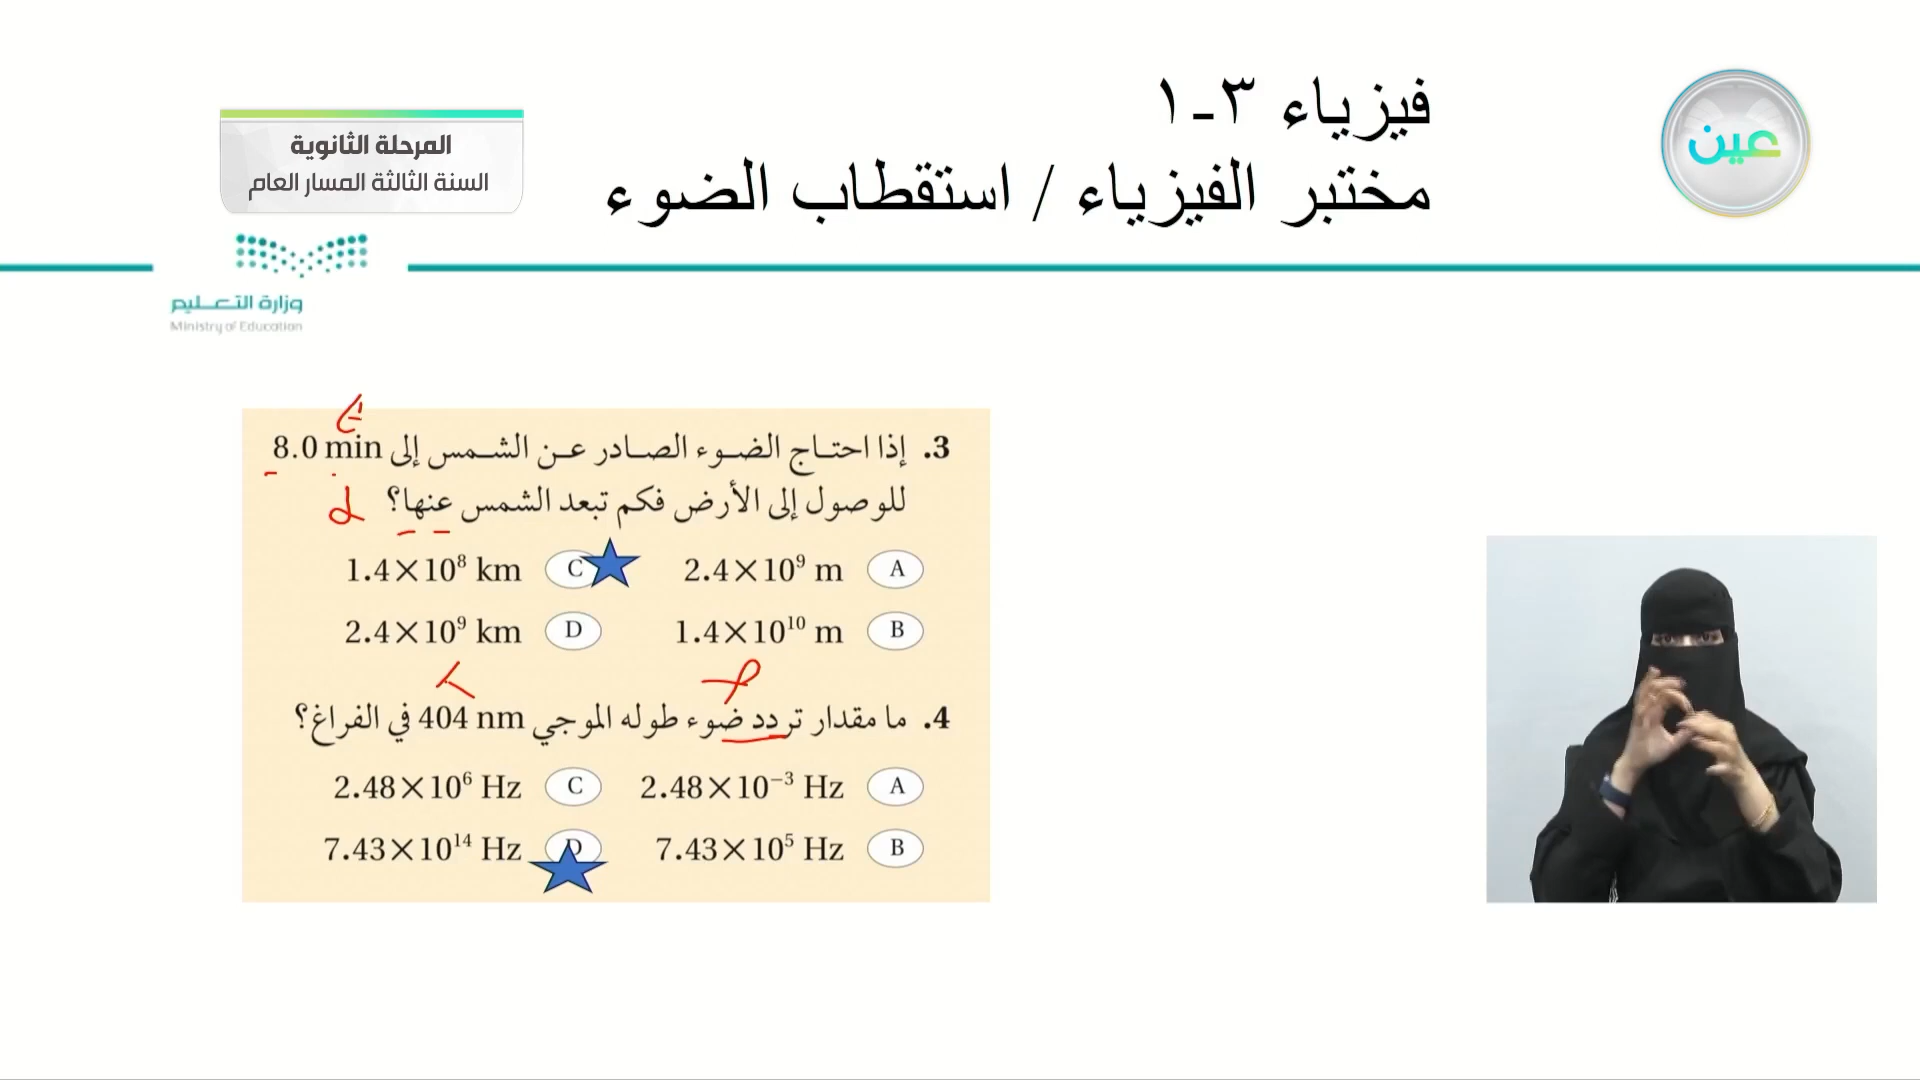 فيزياء ٣-١
مختبر الفيزياء / استقطاب الضوء
عين
المرحلة الثانوية
السنة الثالثة المسار العام
وزارة التعليم
Ministry of Education
3. إذا احتاج الضوء الصادر عن الشمس إلى 8.0 min
للوصول إلى الأرض فكم تبعد الشمس عنها؟
d
A 2.4×10⁹ m C 1.4×10⁸ km
B 1.4×10¹⁰ m D 2.4×10⁹ km
f λ
4. ما مقدار تردد ضوء طوله الموجي 404 nm في الفراغ؟
A 2.48×10⁻³ Hz C 2.48×10⁶ Hz
B 7.43×10⁵ Hz D 7.43×10¹⁴ Hz